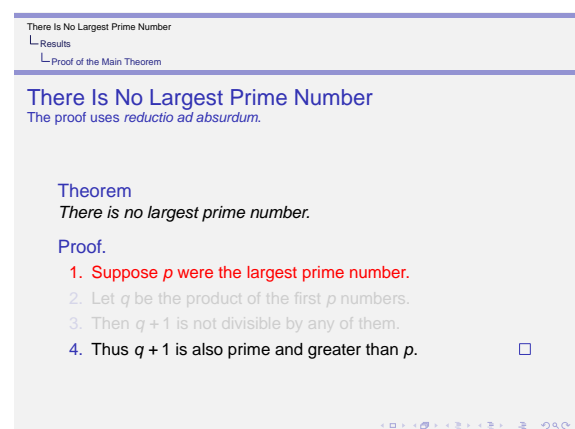 There Is No Largest Prime Number
Results
Proof of the Main Theorem
There Is No Largest Prime Number
The proof uses reductio ad absurdum.
Theorem
There is no largest prime number.
Proof.
1. Suppose p were the largest prime number.
2. Let q be the product of the first p numbers.
3. Then q + 1 is not divisible by any of them.
4. Thus q + 1 is also prime and greater than p. □